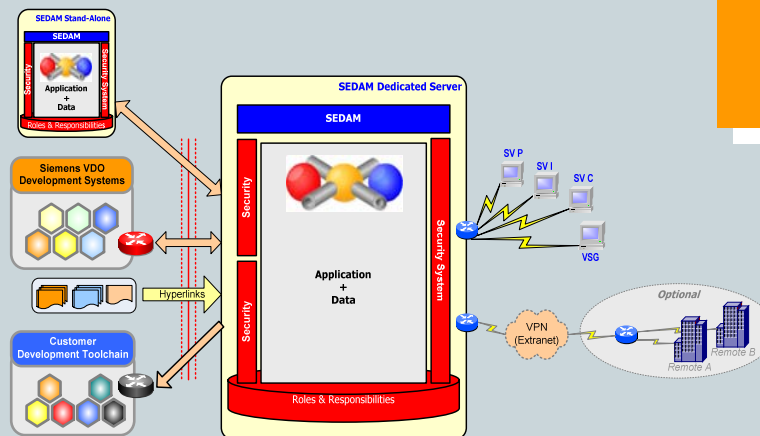 SEDAM Stand-Alone
SEDAM
Security
Application
+
Data
Security System
Roles & Responsibilities
Siemens VDO
Development Systems
Hyperlinks
Customer
Development Toolchain
SEDAM Dedicated Server
SEDAM
Security
Security
Application
+
Data
Security System
Roles & Responsibilities
SV P
SV I
SV C
VSG
VPN
(Extranet)
Optional
Remote B
Remote A